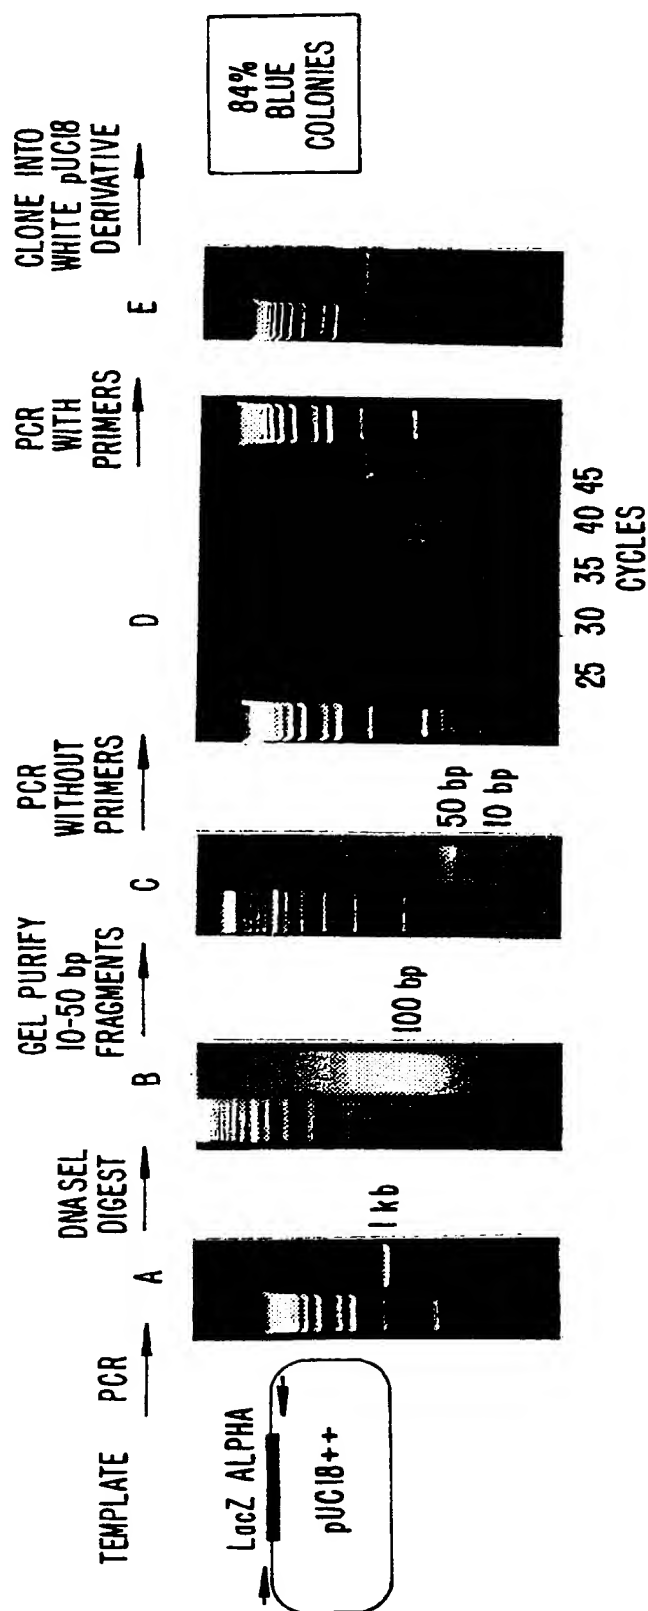 TEMPLATE
PCR
DNASEL
DIGEST
GEL PURIFY
10-50 bp
FRAGMENTS
PCR
WITHOUT
PRIMERS
PCR
WITH
PRIMERS
CLONE INTO
WHITE pUC18
DERIVATIVE
A
B
C
D
E
LacZ ALPHA
pUC18++
1 kb
100 bp
50 bp
10 bp
25 30 35 40 45
CYCLES
84%
BLUE
COLONIES